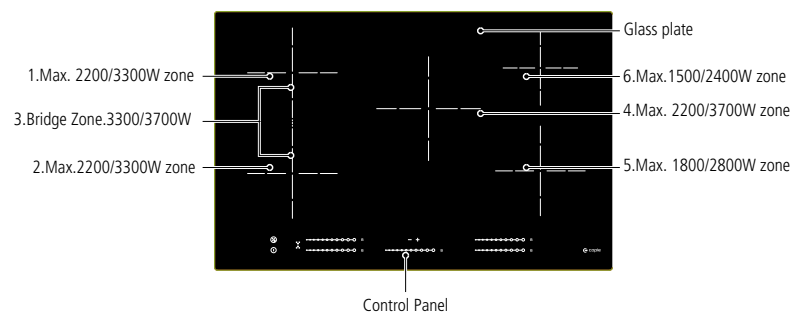 Glass plate
1.Max. 2200/3300W zone
6.Max.1500/2400W zone
3.Bridge Zone.3300/3700W
4.Max. 2200/3700W zone
2.Max.2200/3300W zone
5.Max. 1800/2800W zone
caple
Control Panel